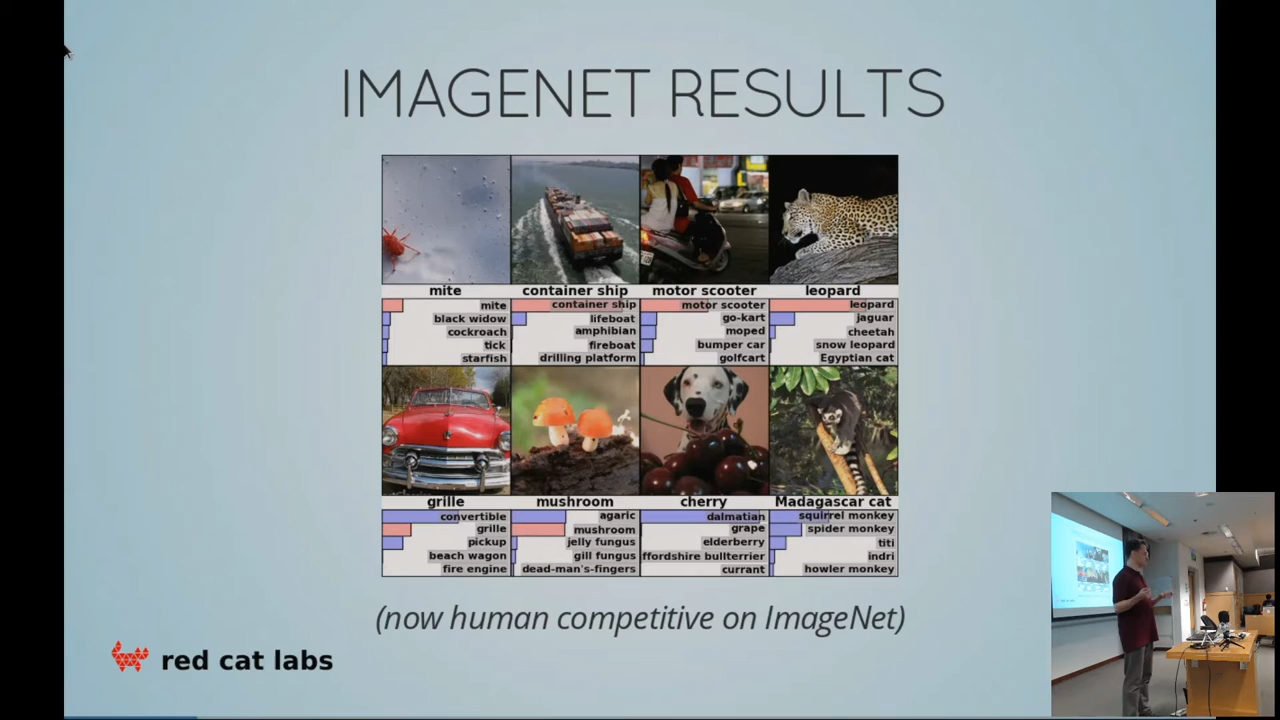 IMAGENET RESULTS
mite container ship motor scooter leopard
mite container ship motor scooter leopard
black widow lifeboat go-kart jaguar
cockroach amphibian moped cheetah
tick fireboat bumper car snow leopard
starfish drilling platform golfcart Egyptian cat
grille mushroom cherry Madagascar cat
convertible agaric dalmatian squirrel monkey
grille mushroom grape spider monkey
pickup jelly fungus elderberry titi
beach wagon gill fungus ffordshire bullterrier indri
fire engine dead-man's-fingers currant howler monkey
(now human competitive on ImageNet)
red cat labs